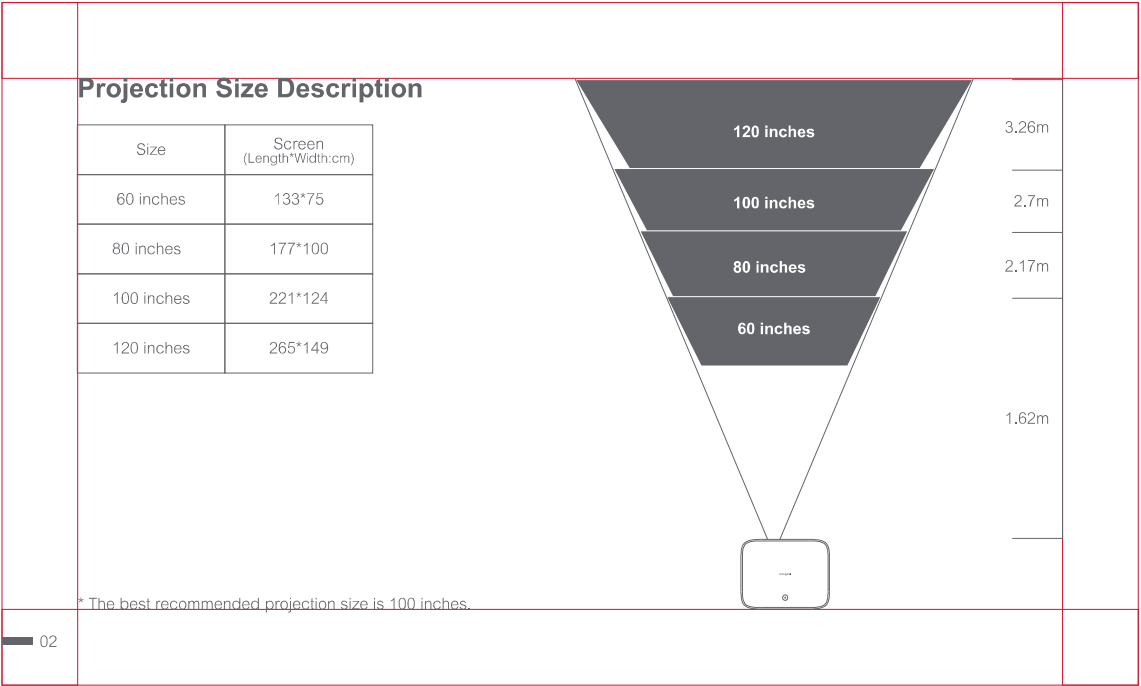 Projection Size Description
Size
Screen
(Length*Width:cm)
60 inches
133*75
80 inches
177*100
100 inches
221*124
120 inches
265*149
120 inches
100 inches
80 inches
60 inches
3.26m
2.7m
2.17m
1.62m
* The best recommended projection size is 100 inches.
02